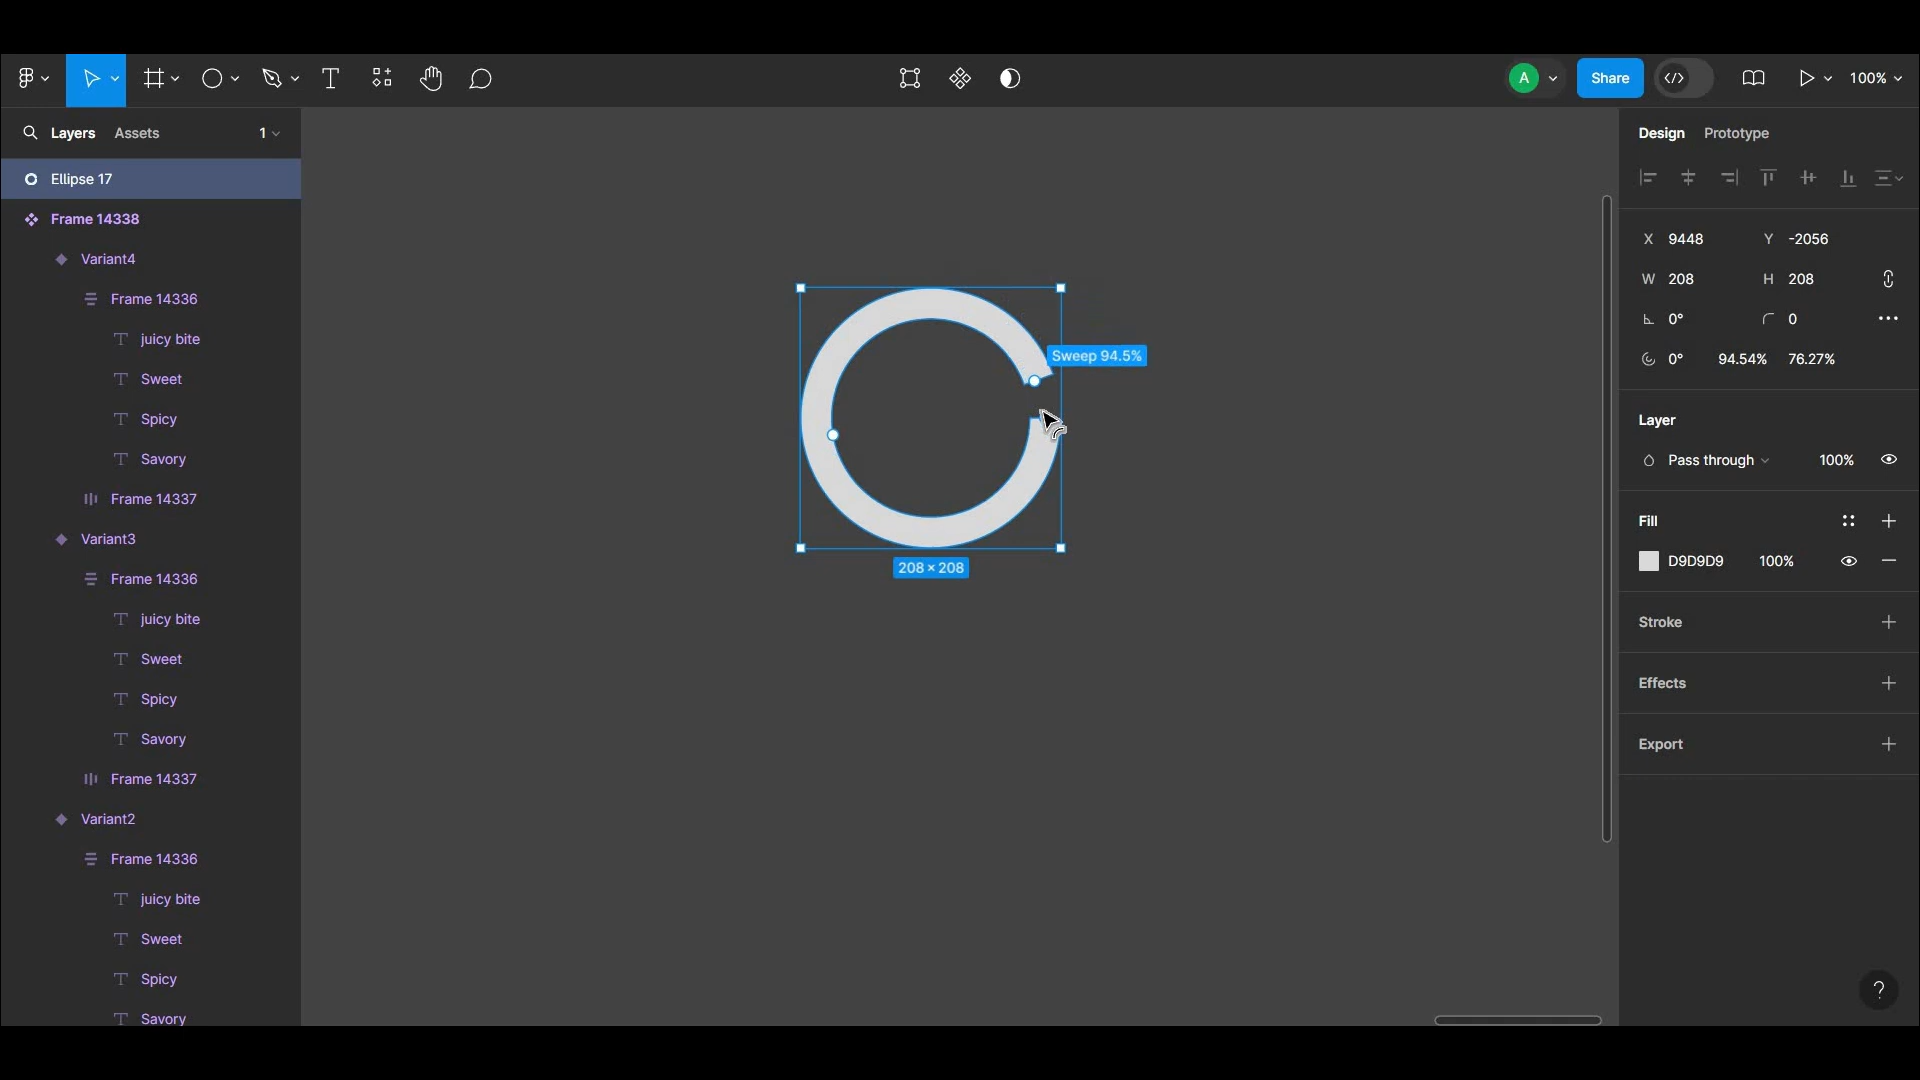 A
Share
100%
Layers
Assets
1
Design
Prototype
Ellipse 17
Frame 14338
Variant4
Frame 14336
juicy bite
Sweet
Spicy
Savory
Frame 14337
Variant3
Frame 14336
juicy bite
Sweet
Spicy
Savory
Frame 14337
Variant2
Frame 14336
juicy bite
Sweet
Spicy
Savory
Sweep 94.5%
208 × 208
X 9448 Y -2056
W 208 H 208
0° 0
0° 94.54% 76.27%
Layer
Pass through 100%
Fill
D9D9D9 100%
Stroke
Effects
Export
?